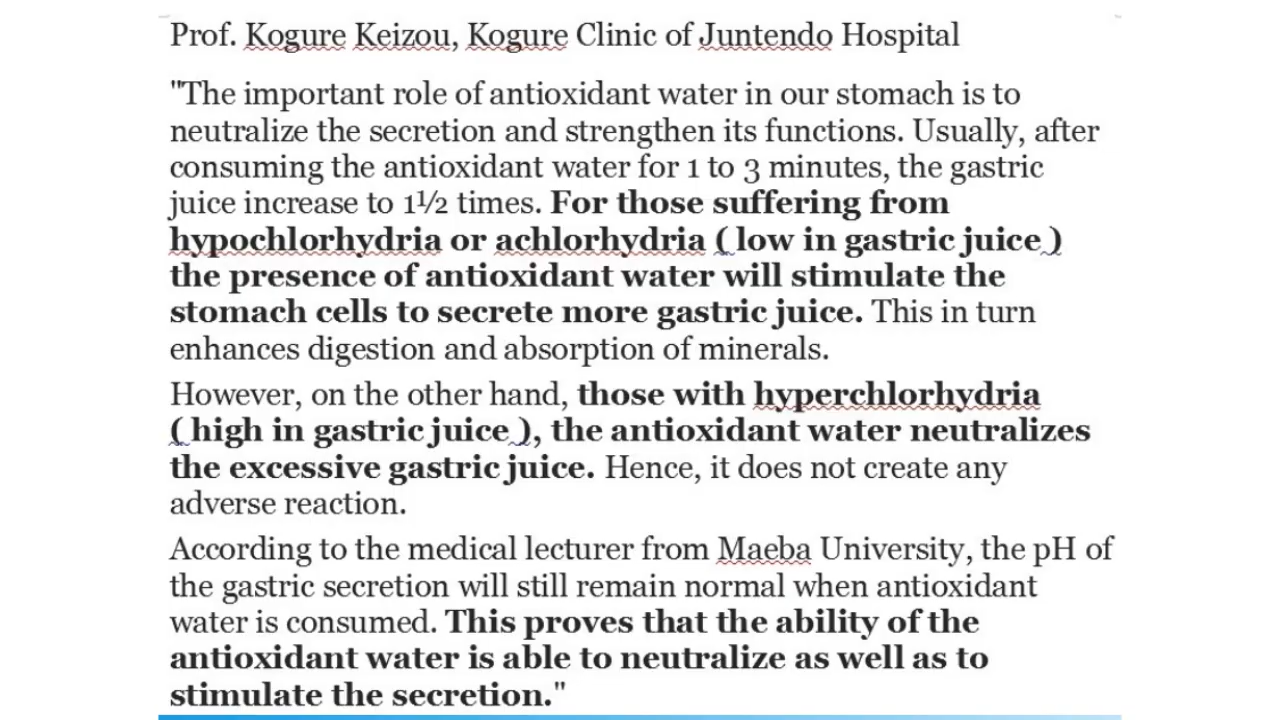 Prof. Kogure Keizou, Kogure Clinic of Juntendo Hospital
"The important role of antioxidant water in our stomach is to
neutralize the secretion and strengthen its functions. Usually, after
consuming the antioxidant water for 1 to 3 minutes, the gastric
juice increase to 1½ times. For those suffering from
hypochlorhydria or achlorhydria ( low in gastric juice )
the presence of antioxidant water will stimulate the
stomach cells to secrete more gastric juice. This in turn
enhances digestion and absorption of minerals.
However, on the other hand, those with hyperchlorhydria
( high in gastric juice ), the antioxidant water neutralizes
the excessive gastric juice. Hence, it does not create any
adverse reaction.
According to the medical lecturer from Maeba University, the pH of
the gastric secretion will still remain normal when antioxidant
water is consumed. This proves that the ability of the
antioxidant water is able to neutralize as well as to
stimulate the secretion."